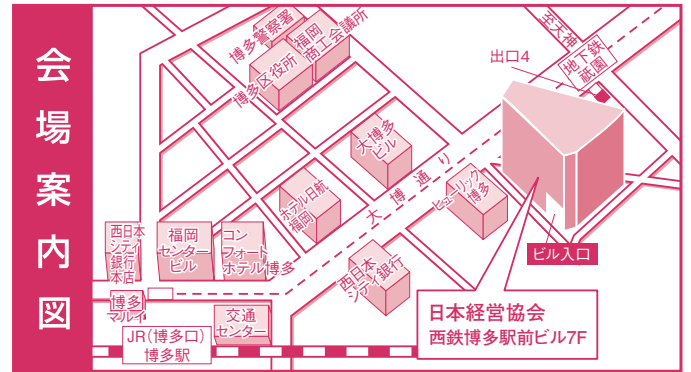 会場案内図
博多警察署
福岡
商工会議所
博多区役所
至天神
出口4
地下鉄
祇園
大博多
ビル
大博通り
ヒューリック
博多
ホテル日航
福岡
西日本
シティ
銀行
本店
福岡
センター
ビル
コン
フォート
ホテル博多
西日本
シティ銀行
ビル入口
博多
マルイ
交通
センター
JR(博多口)
博多駅
日本経営協会
西鉄博多駅前ビル7F